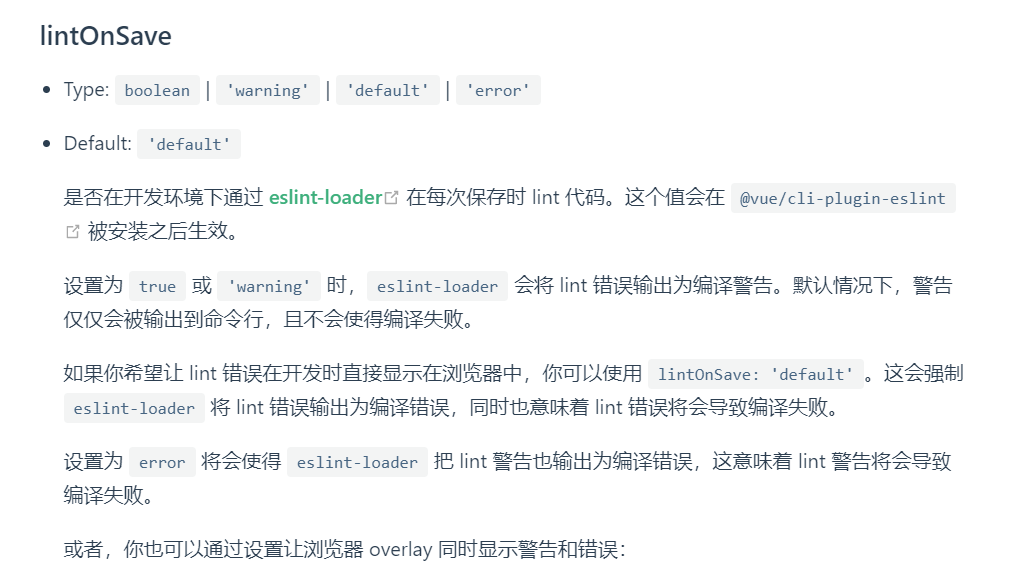 lintOnSave
Type: boolean | 'warning' | 'default' | 'error'
Default: 'default'
是否在开发环境下通过 eslint-loader 在每次保存时 lint 代码。这个值会在 @vue/cli-plugin-eslint
被安装之后生效。
设置为 true 或 'warning' 时，eslint-loader 会将 lint 错误输出为编译警告。默认情况下，警告
仅仅会被输出到命令行，且不会使得编译失败。
如果你希望让 lint 错误在开发时直接显示在浏览器中，你可以使用 lintOnSave: 'default'。这会强制
eslint-loader 将 lint 错误输出为编译错误，同时也意味着 lint 错误将会导致编译失败。
设置为 error 将会使得 eslint-loader 把 lint 警告也输出为编译错误，这意味着 lint 警告将会导致
编译失败。
或者，你也可以通过设置让浏览器 overlay 同时显示警告和错误：